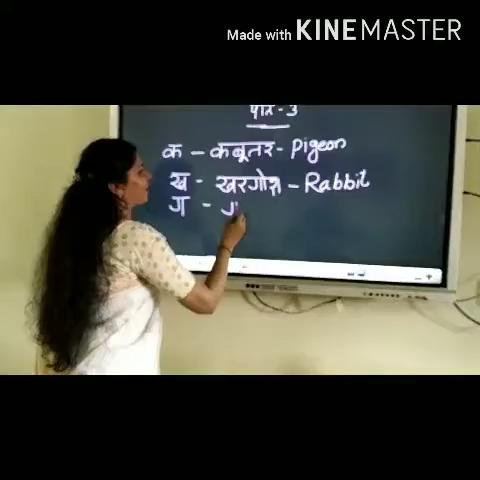 Made with KINEMASTER
पाठ - 3
क - कबूतर - Pigeon
ख - खरगोश - Rabbit
ग -